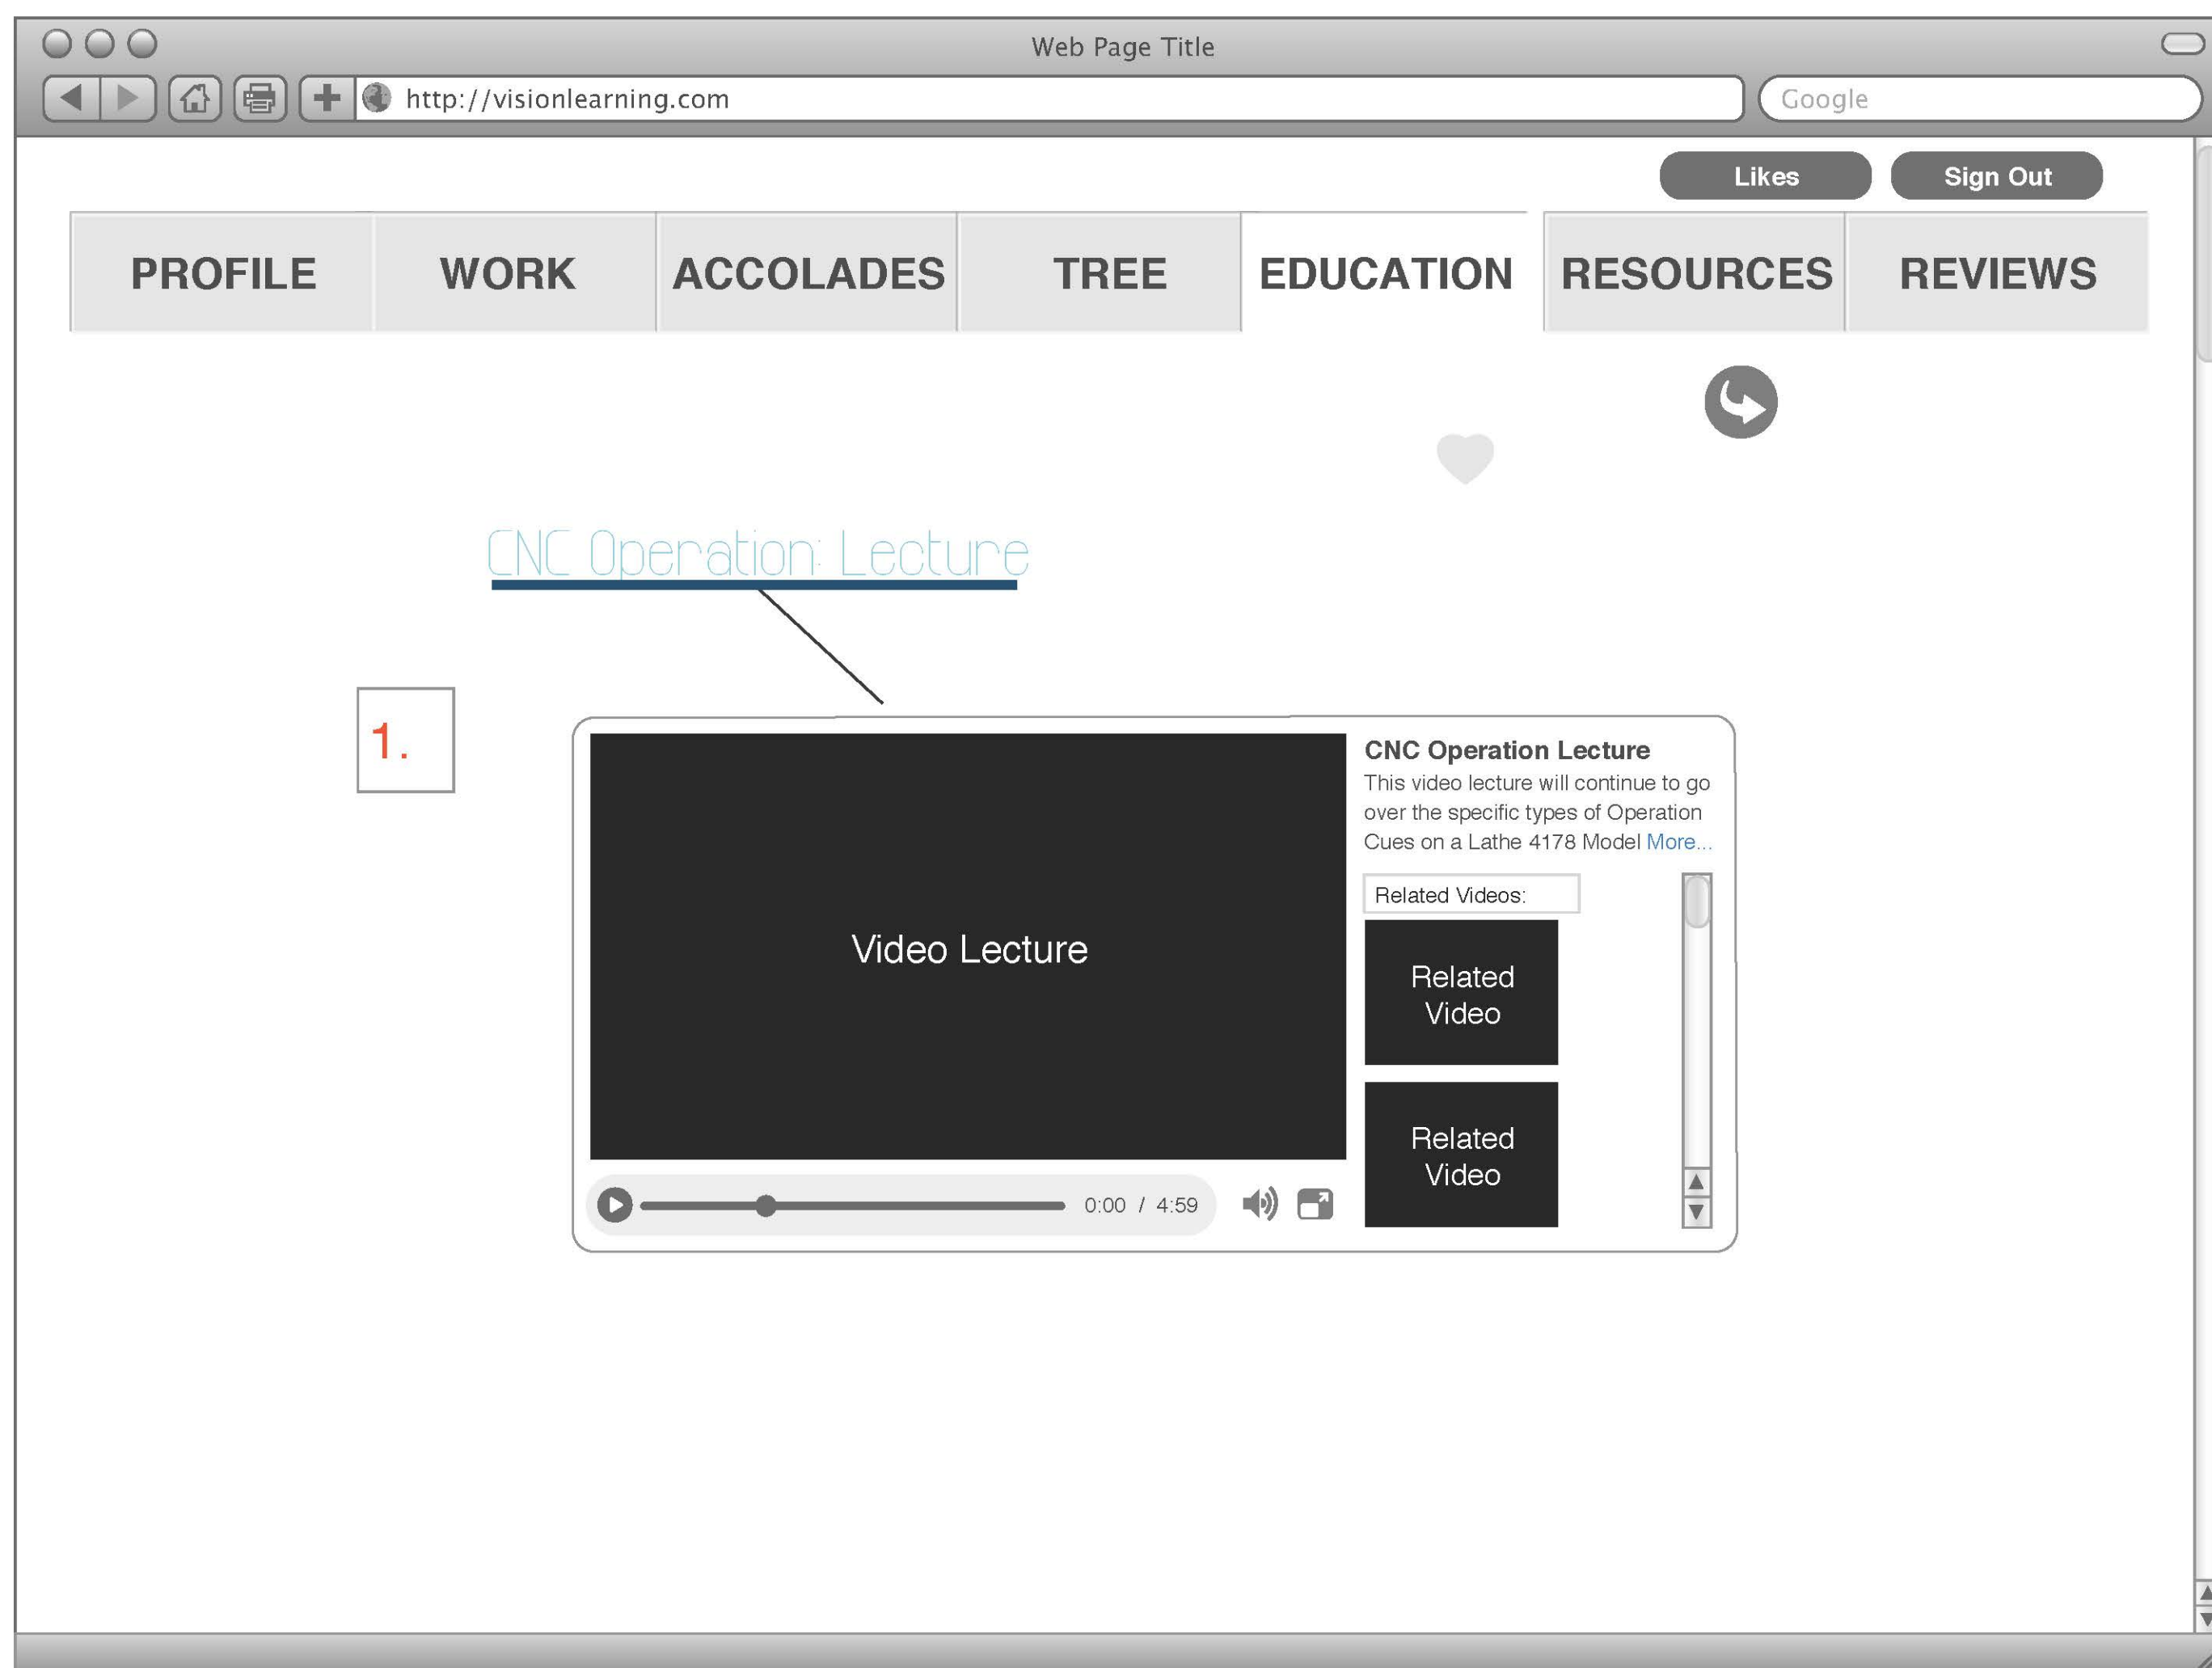 Web Page Title
http://visionlearning.com
Google
Likes
Sign Out
PROFILE
WORK
ACCOLADES
TREE
EDUCATION
RESOURCES
REVIEWS
CNC Operation: Lecture
1.
Video Lecture
0:00 / 4:59
CNC Operation Lecture
This video lecture will continue to go
over the specific types of Operation
Cues on a Lathe 4178 Model More...
Related Videos:
Related
Video
Related
Video